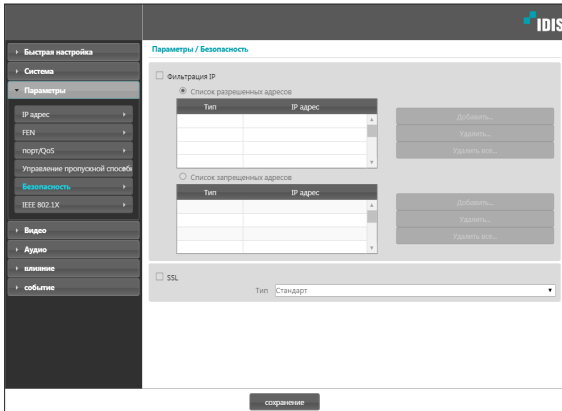 IDIS
Быстрая настройка
Система
Параметры
IP адрес
FEN
порт/QoS
Управление пропускной способн
Безопасность
IEEE 802.1X
Видео
Аудио
влияние
событие
Параметры / Безопасность
Фильтрация IP
Список разрешенных адресов
Тип IP адрес
Добавить...
Удалить...
Удалить все...
Список запрещенных адресов
Тип IP адрес
Добавить...
Удалить...
Удалить все...
SSL
Тип Стандарт
сохранение